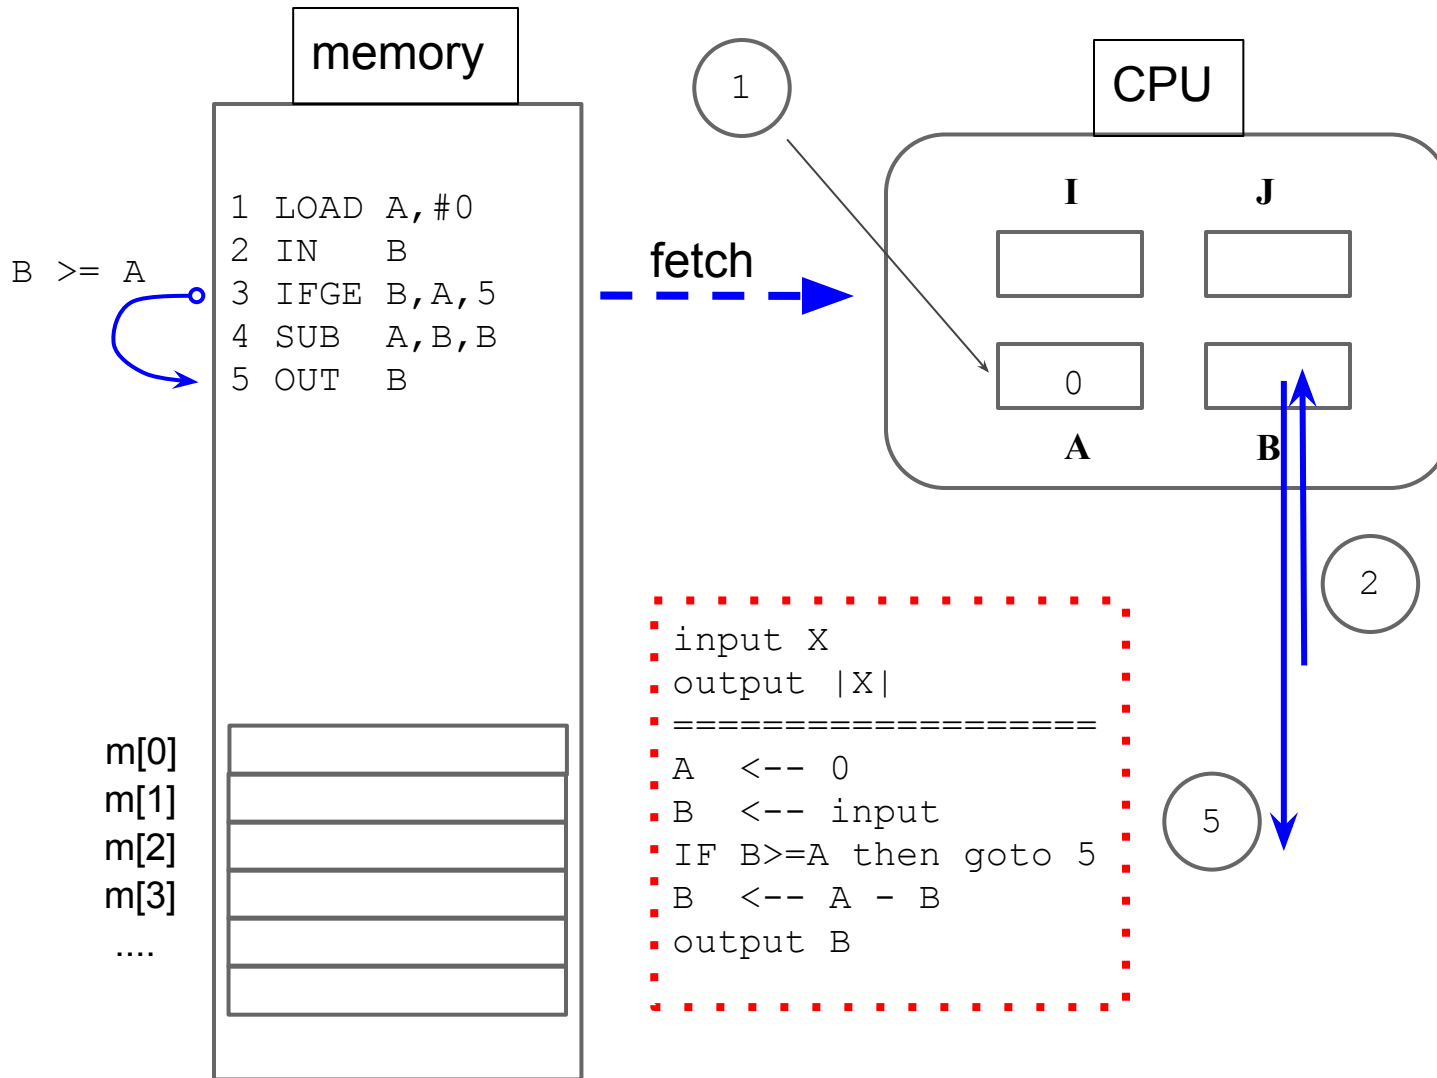 memory
1 LOAD A,#0
2 IN   B
3 IFGE B,A,5
4 SUB  A,B,B
5 OUT  B
B >= A
m[0]
m[1]
m[2]
m[3]
....
fetch
1
CPU
I J
0
A B
2
5
input X
output |X|
===================
A  <-- 0
B  <-- input
IF B>=A then goto 5
B  <-- A - B
output B